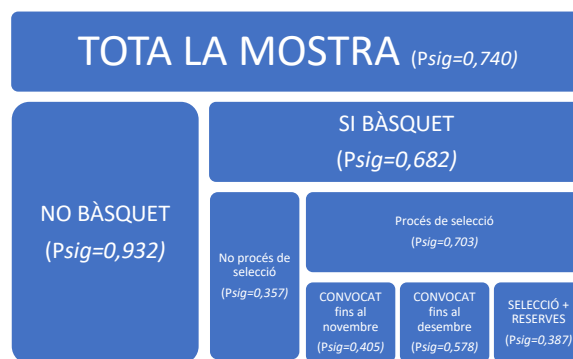 TOTA LA MOSTRA (Psig=0,740)
SI BÀSQUET
(Psig=0,682)
NO BÀSQUET
(Psig=0,932)
No procés de
selecció
(Psig=0,357)
Procés de selecció
(Psig=0,703)
CONVOCAT
fins al
novembre
(Psig=0,405)
CONVOCAT
fins al
desembre
(Psig=0,578)
SELECCIÓ +
RESERVES
(Psig=0,387)